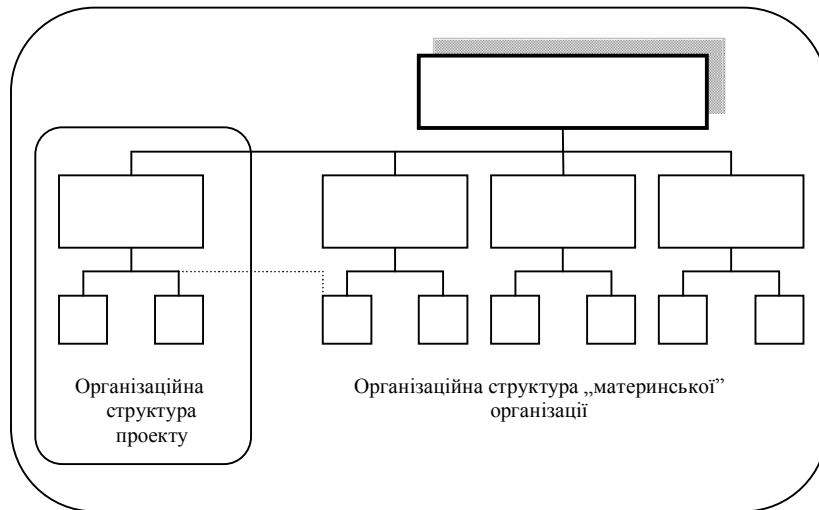 Організаційна
структура
проекту
Організаційна структура „материнської”
організації